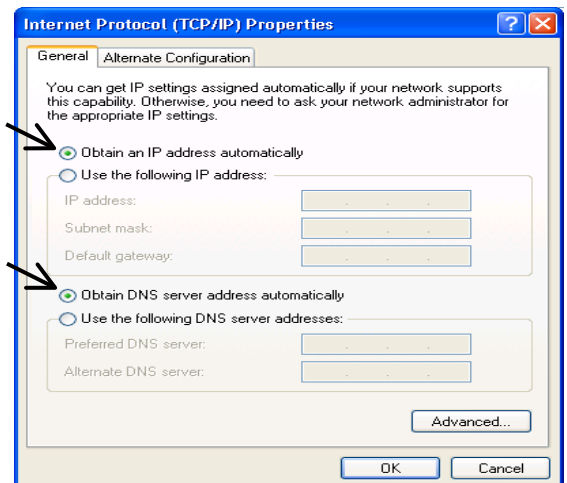 Internet Protocol (TCP/IP) Properties
General
Alternate Configuration
You can get IP settings assigned automatically if your network supports
this capability. Otherwise, you need to ask your network administrator for
the appropriate IP settings.
Obtain an IP address automatically
Use the following IP address:
IP address:
Subnet mask:
Default gateway:
Obtain DNS server address automatically
Use the following DNS server addresses:
Preferred DNS server:
Alternate DNS server:
Advanced...
OK
Cancel